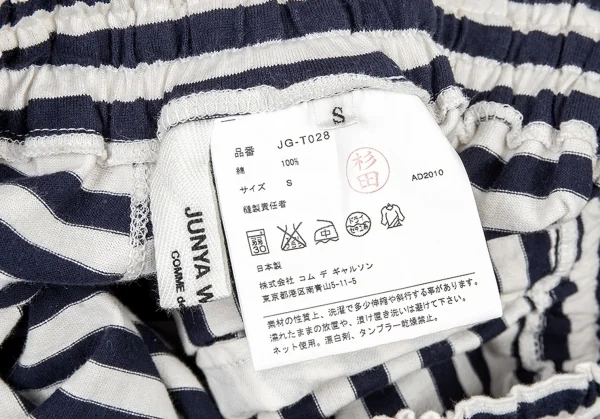 S
品番 JG-T028
綿 100%
サイズ S
縫製責任者
杉田
AD2010
日本製
株式会社 コム デ ギャルソン
東京都港区南青山5-11-5
素材の性質上、洗濯で多少伸縮や斜行する事があります。
濡れたままの放置や、漬け置き洗いは避けて下さい。
ネット使用。漂白剤、タンブラー乾燥禁止。
JUNYA W
COMME d